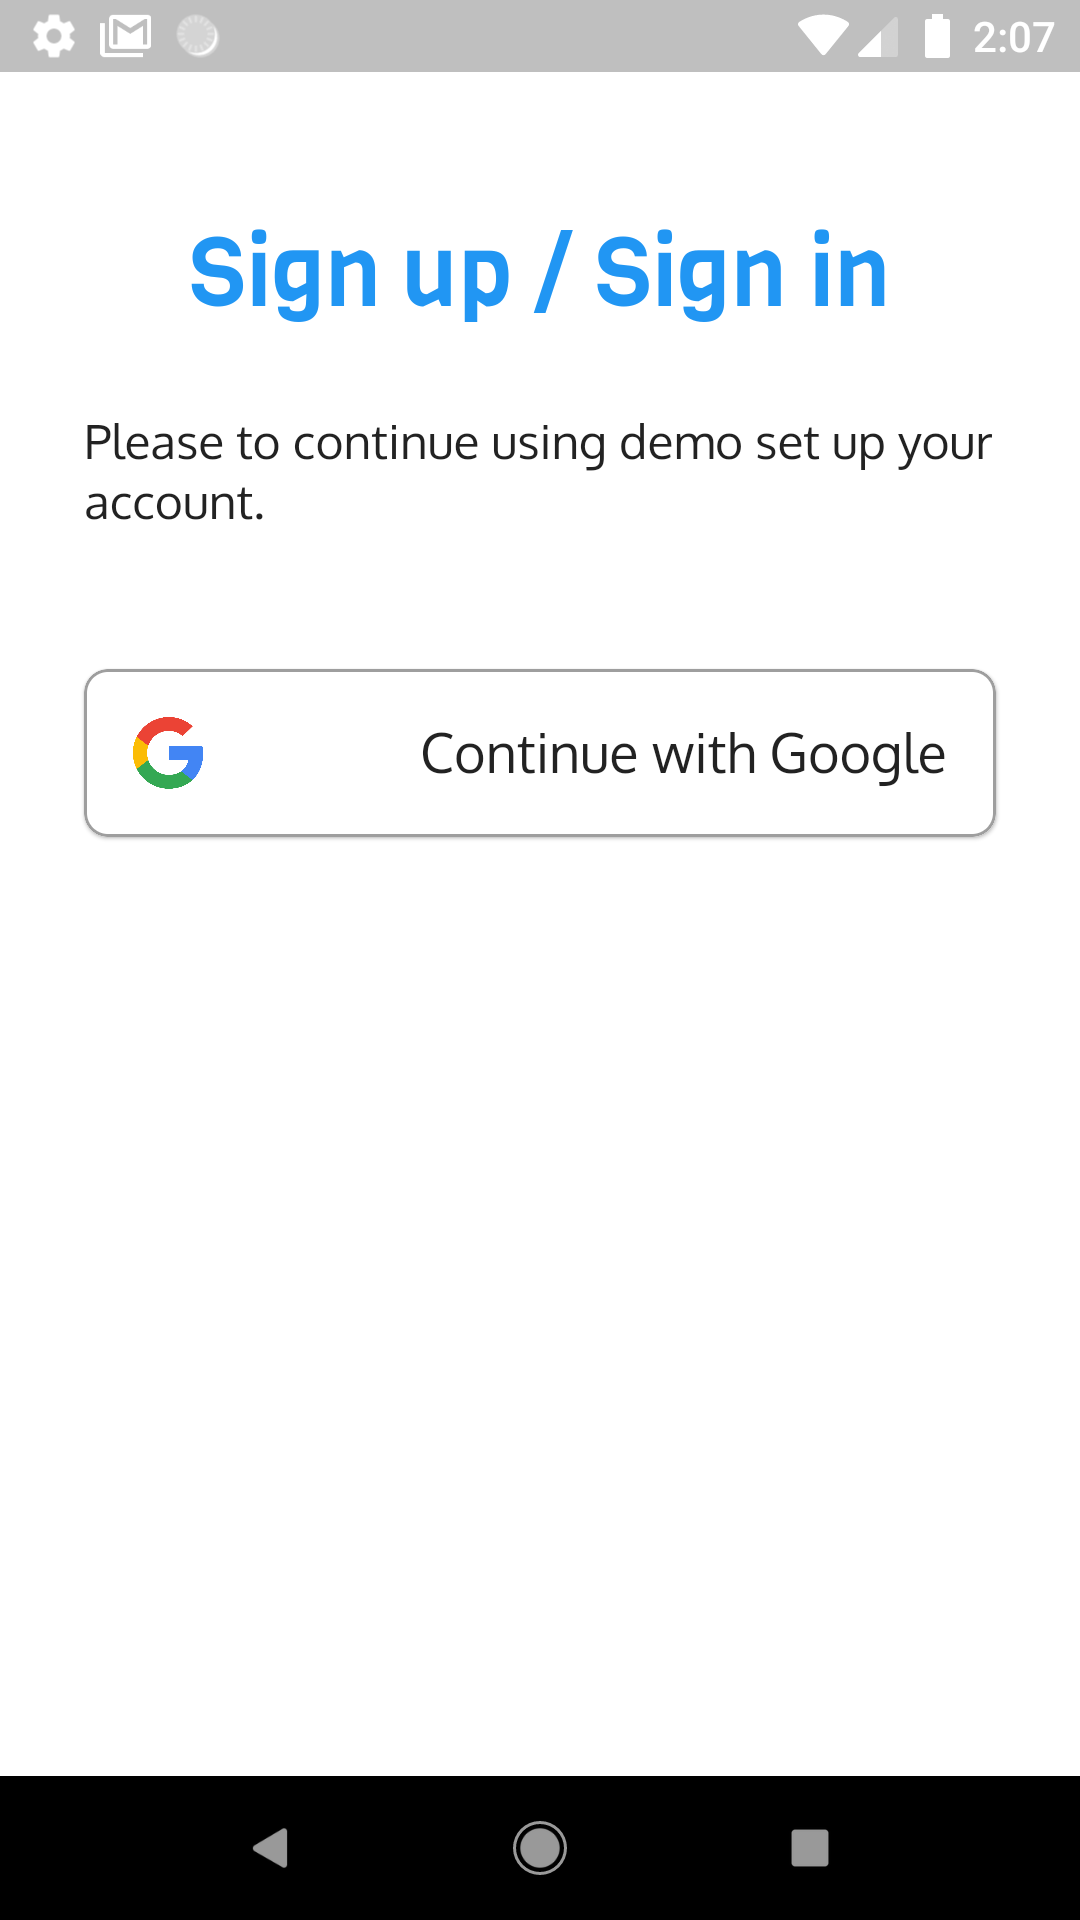 2:07
Sign up / Sign in
Please to continue using demo set up your
account.
Continue with Google